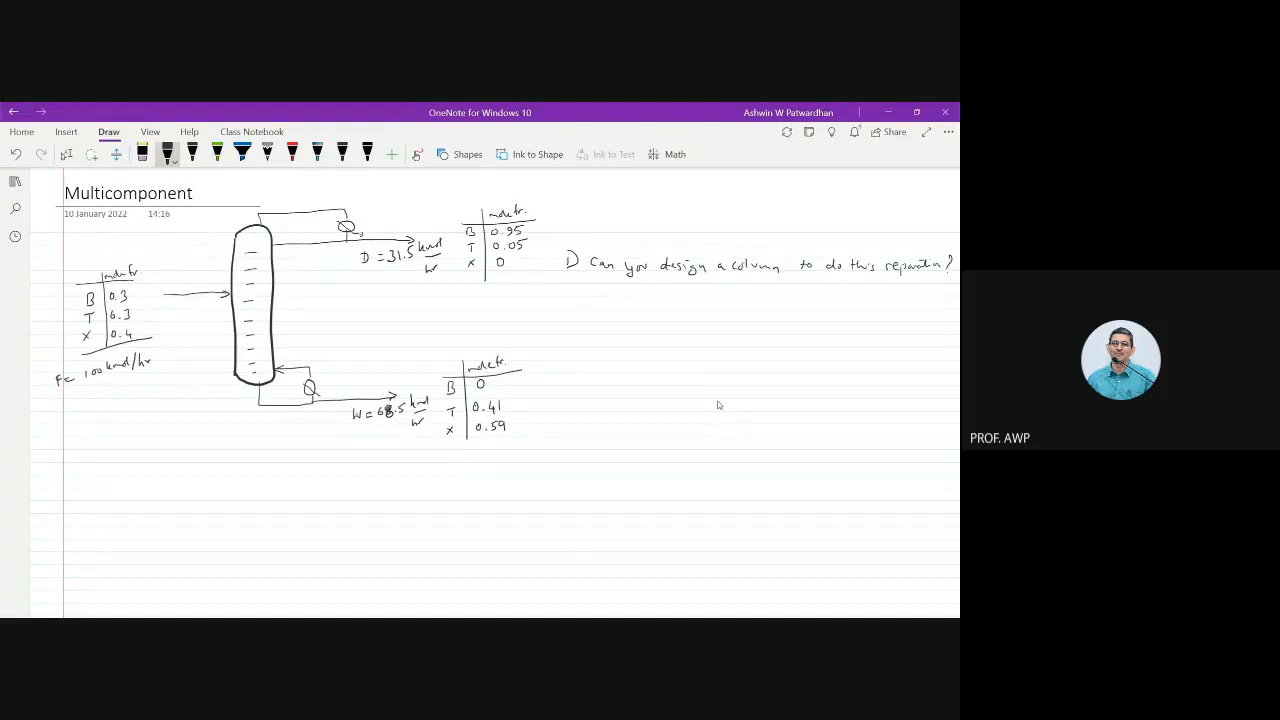 OneNote for Windows 10
Ashwin W Patwardhan
Home Insert Draw View Help Class Notebook
Share
Shapes Ink to Shape Ink to Text Math
Multicomponent
10 January 2022 14:16
mole fr.
B 0.3
T 0.3
X 0.4
F= 100 kmol/hr
D = 31.5 kmol/hr
mole fr.
B 0.95
T 0.05
X 0
1) Can you design a column to do this separation?
W = 68.5 kmol/hr
mole fr.
B 0
T 0.41
X 0.59
PROF. AWP